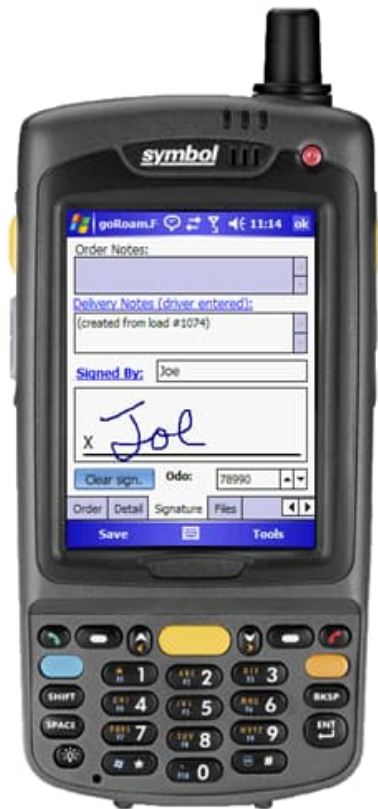 symbol
goRoam.F 11:14 ok
Order Notes:
Delivery Notes (driver entered):
(created from load #1074)
Signed By: Joe
X Joe
Clear sign. Odo: 78990
Order Detail Signature Files
Save Tools
1 2 3
SHIFT 4 5 6 BKSP
SPACE 7 8 9 ENT
* 0 #